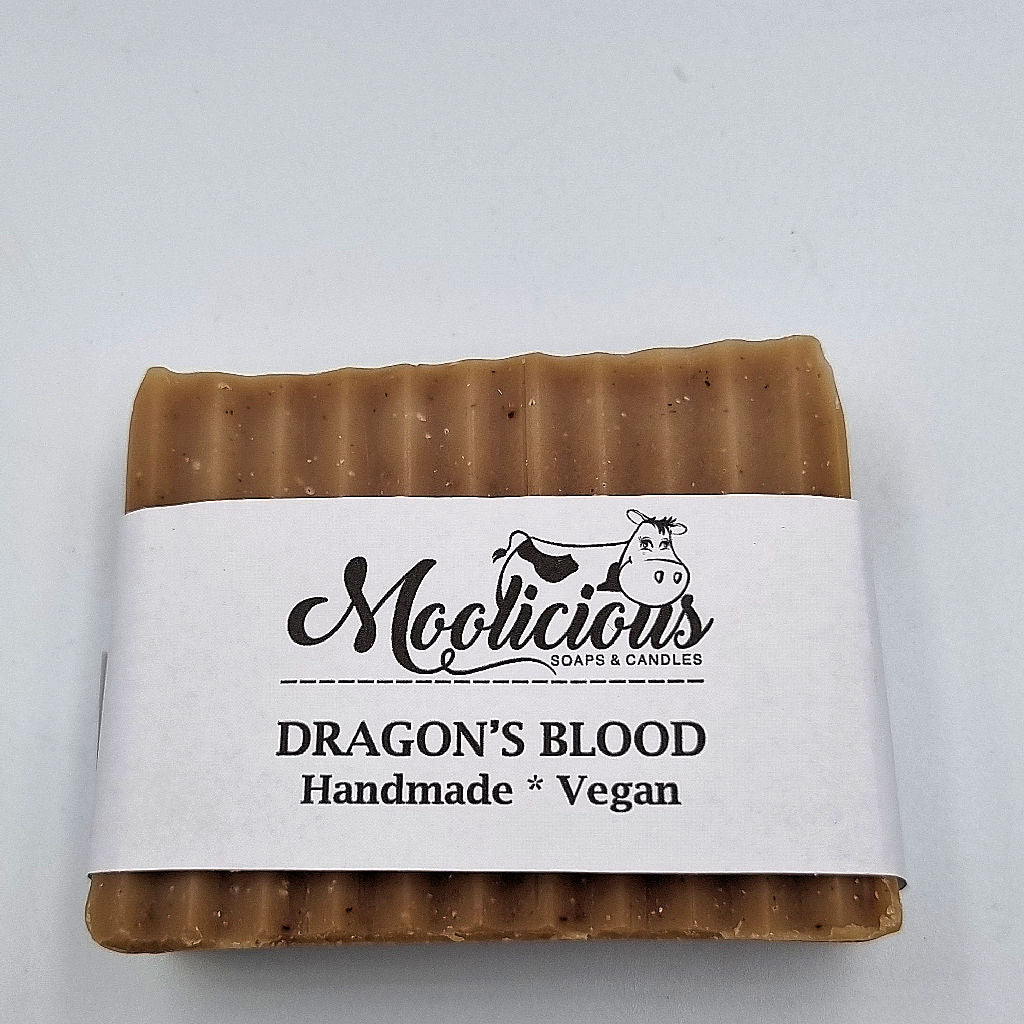 Moolicious
SOAPS & CANDLES
DRAGON'S BLOOD
Handmade * Vegan